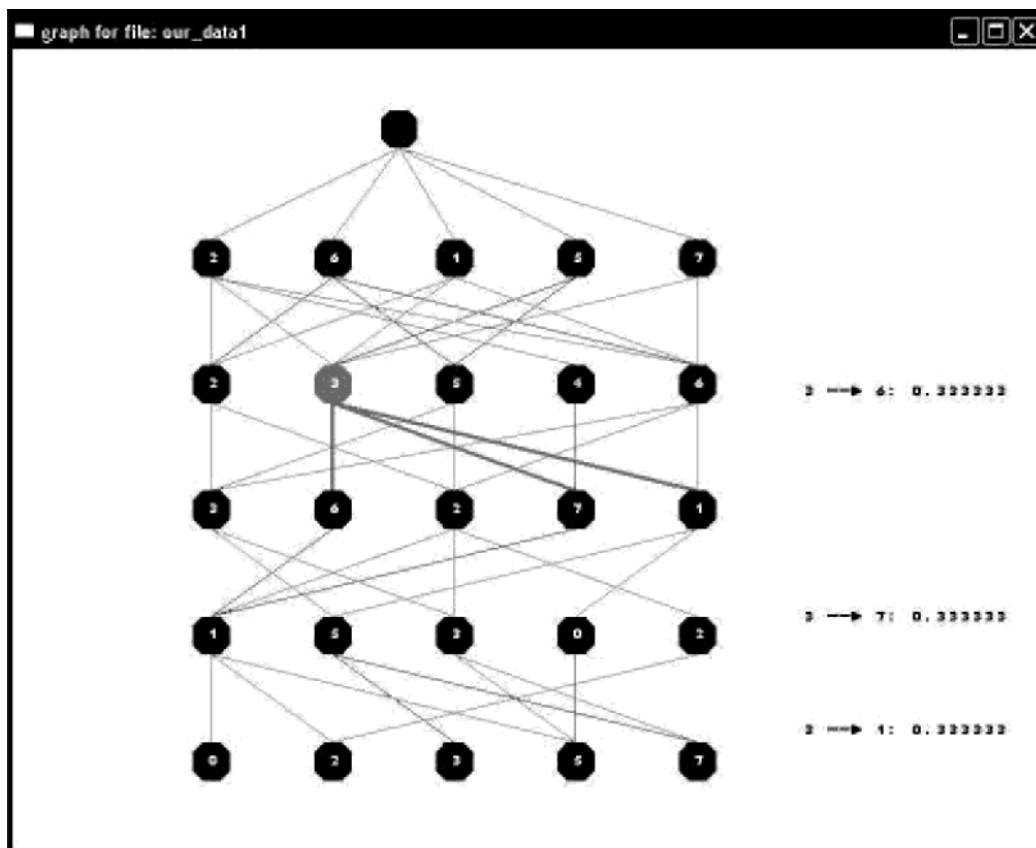 graph for file: our_data1
2 6 1 5 7
2 3 5 4 6
3 --> 6: 0.333333
3 6 2 7 1
3 --> 7: 0.333333
1 5 3 0 2
3 --> 1: 0.333333
0 2 3 5 7